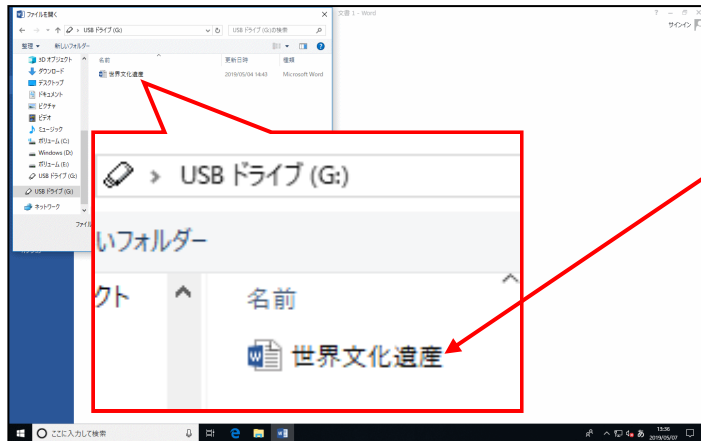 ファイルを開く
文書 1 - Word
サインイン
USB ドライブ (G:)
USB ドライブ (G:)の検索
整理
新しいフォルダー
3D オブジェクト
ダウンロード
デスクトップ
ドキュメント
ピクチャ
ビデオ
ミュージック
ボリューム (C:)
Windows (D:)
ボリューム (E:)
USB ドライブ (G:)
USB ドライブ (G:)
ネットワーク
名前
更新日時
種類
世界文化遺産
2019/05/04 14:43
Microsoft Word
USB ドライブ (G:)
いフォルダー
クト
名前
世界文化遺産
ここに入力して検索
あ
13:36
2019/05/07